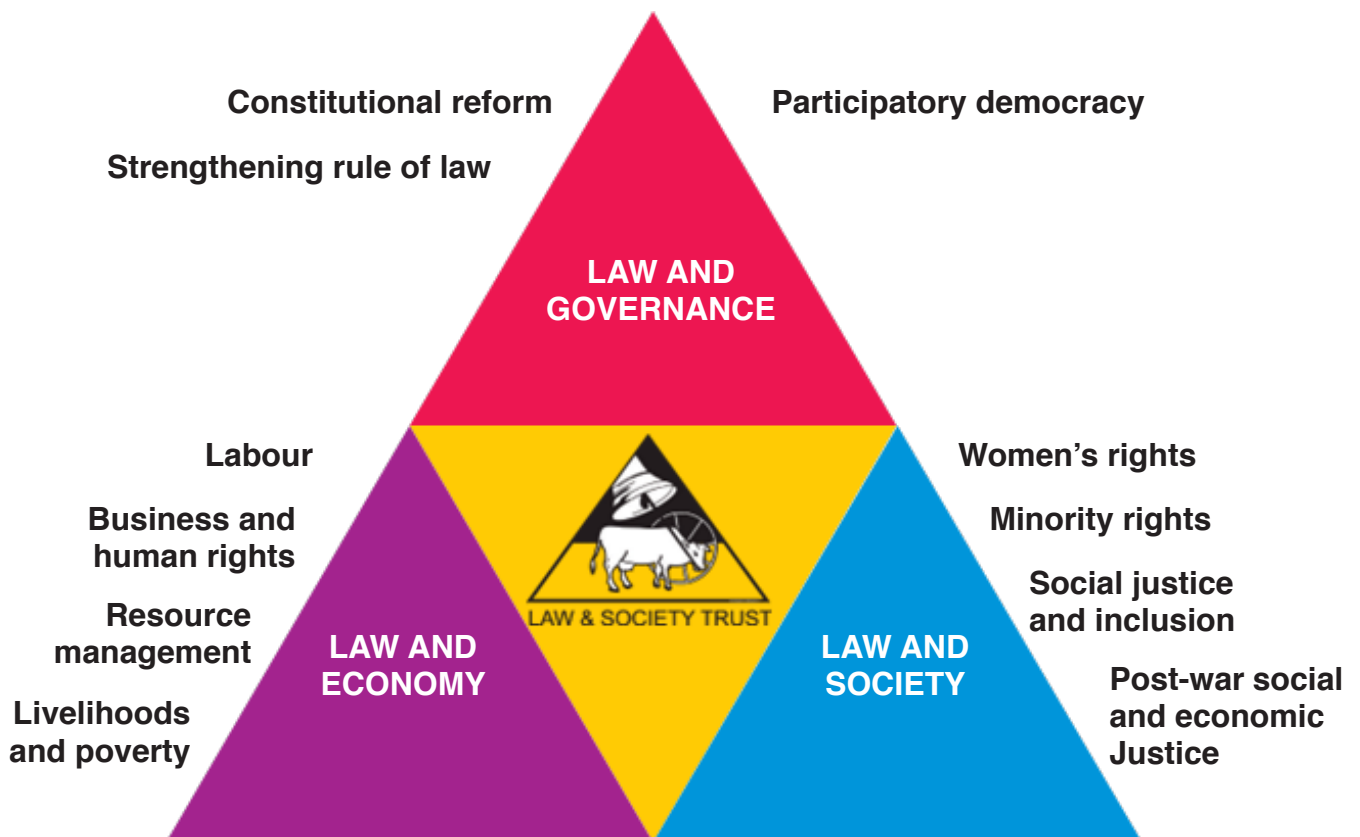 Constitutional reform
Participatory democracy
Strengthening rule of law
LAW AND
GOVERNANCE
Labour
Business and
human rights
Resource
management
Livelihoods
and poverty
LAW AND
ECONOMY
LAW & SOCIETY TRUST
LAW AND
SOCIETY
Women’s rights
Minority rights
Social justice
and inclusion
Post-war social
and economic
Justice